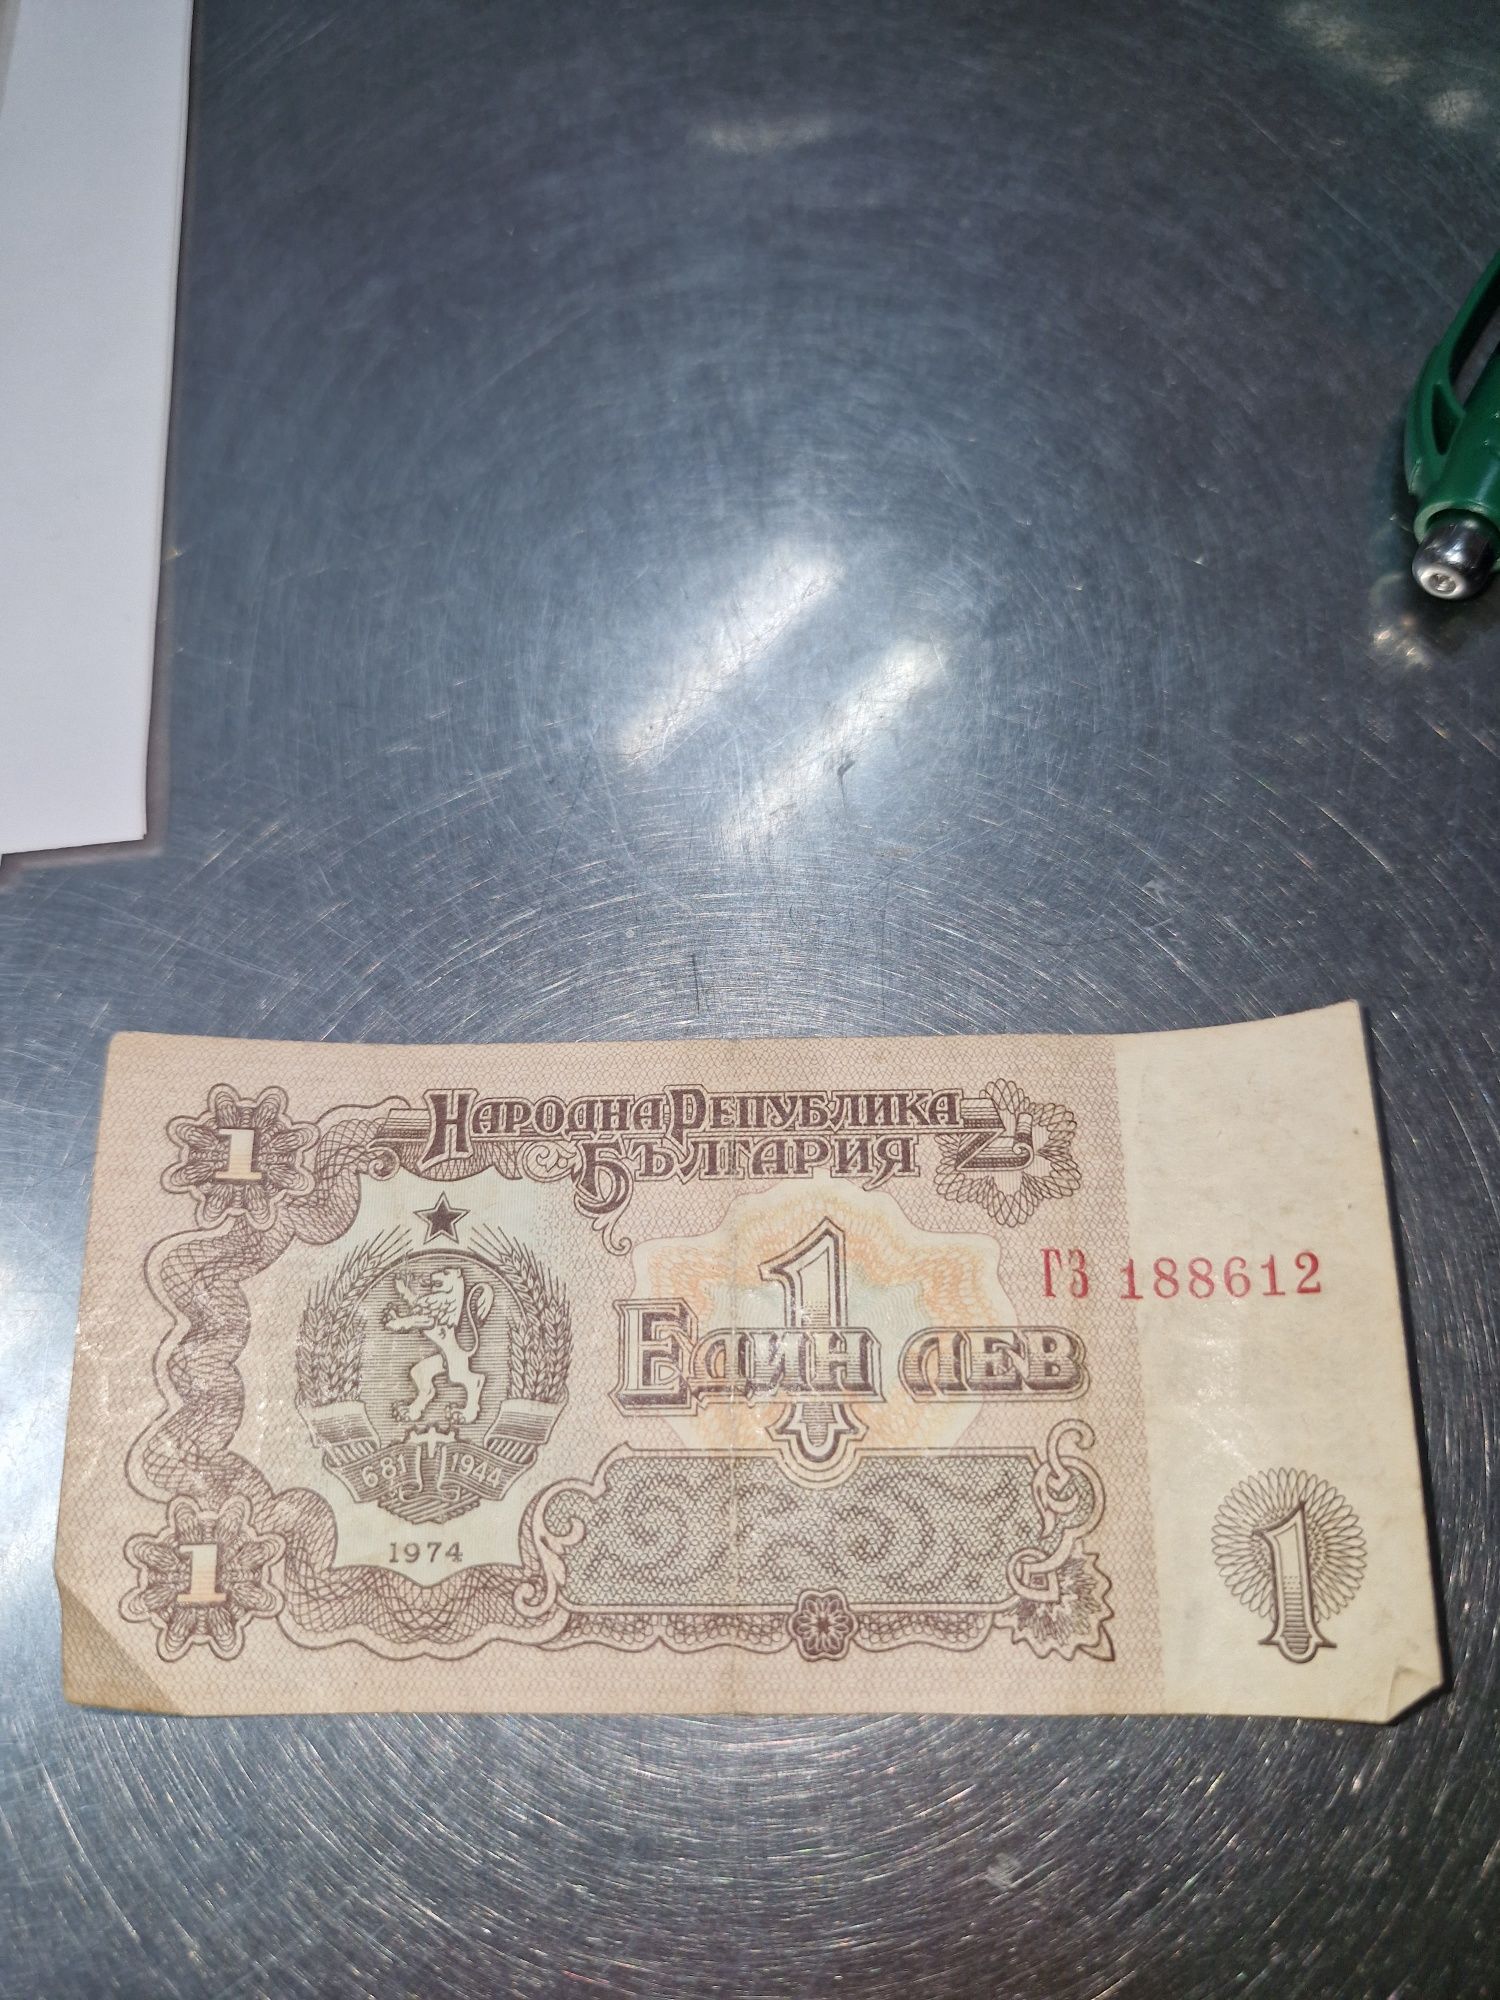 1
НАРОДНА РЕПУБЛИКА
БЪЛГАРИЯ
1
ГЗ 188612
ЕДИН ЛЕВ
681 1944
1974
1
1